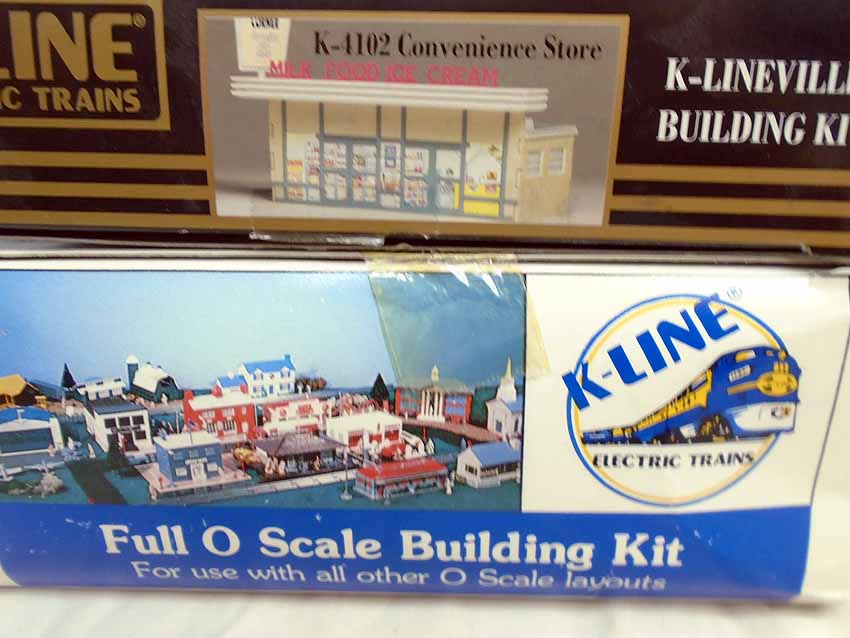 LINE®
C TRAINS
CORNER
K-4102 Convenience Store
MILK FOOD ICE CREAM
K-LINEVILL
BUILDING KI
K-LINE®
ELECTRIC TRAINS
Full O Scale Building Kit
For use with all other O Scale layouts